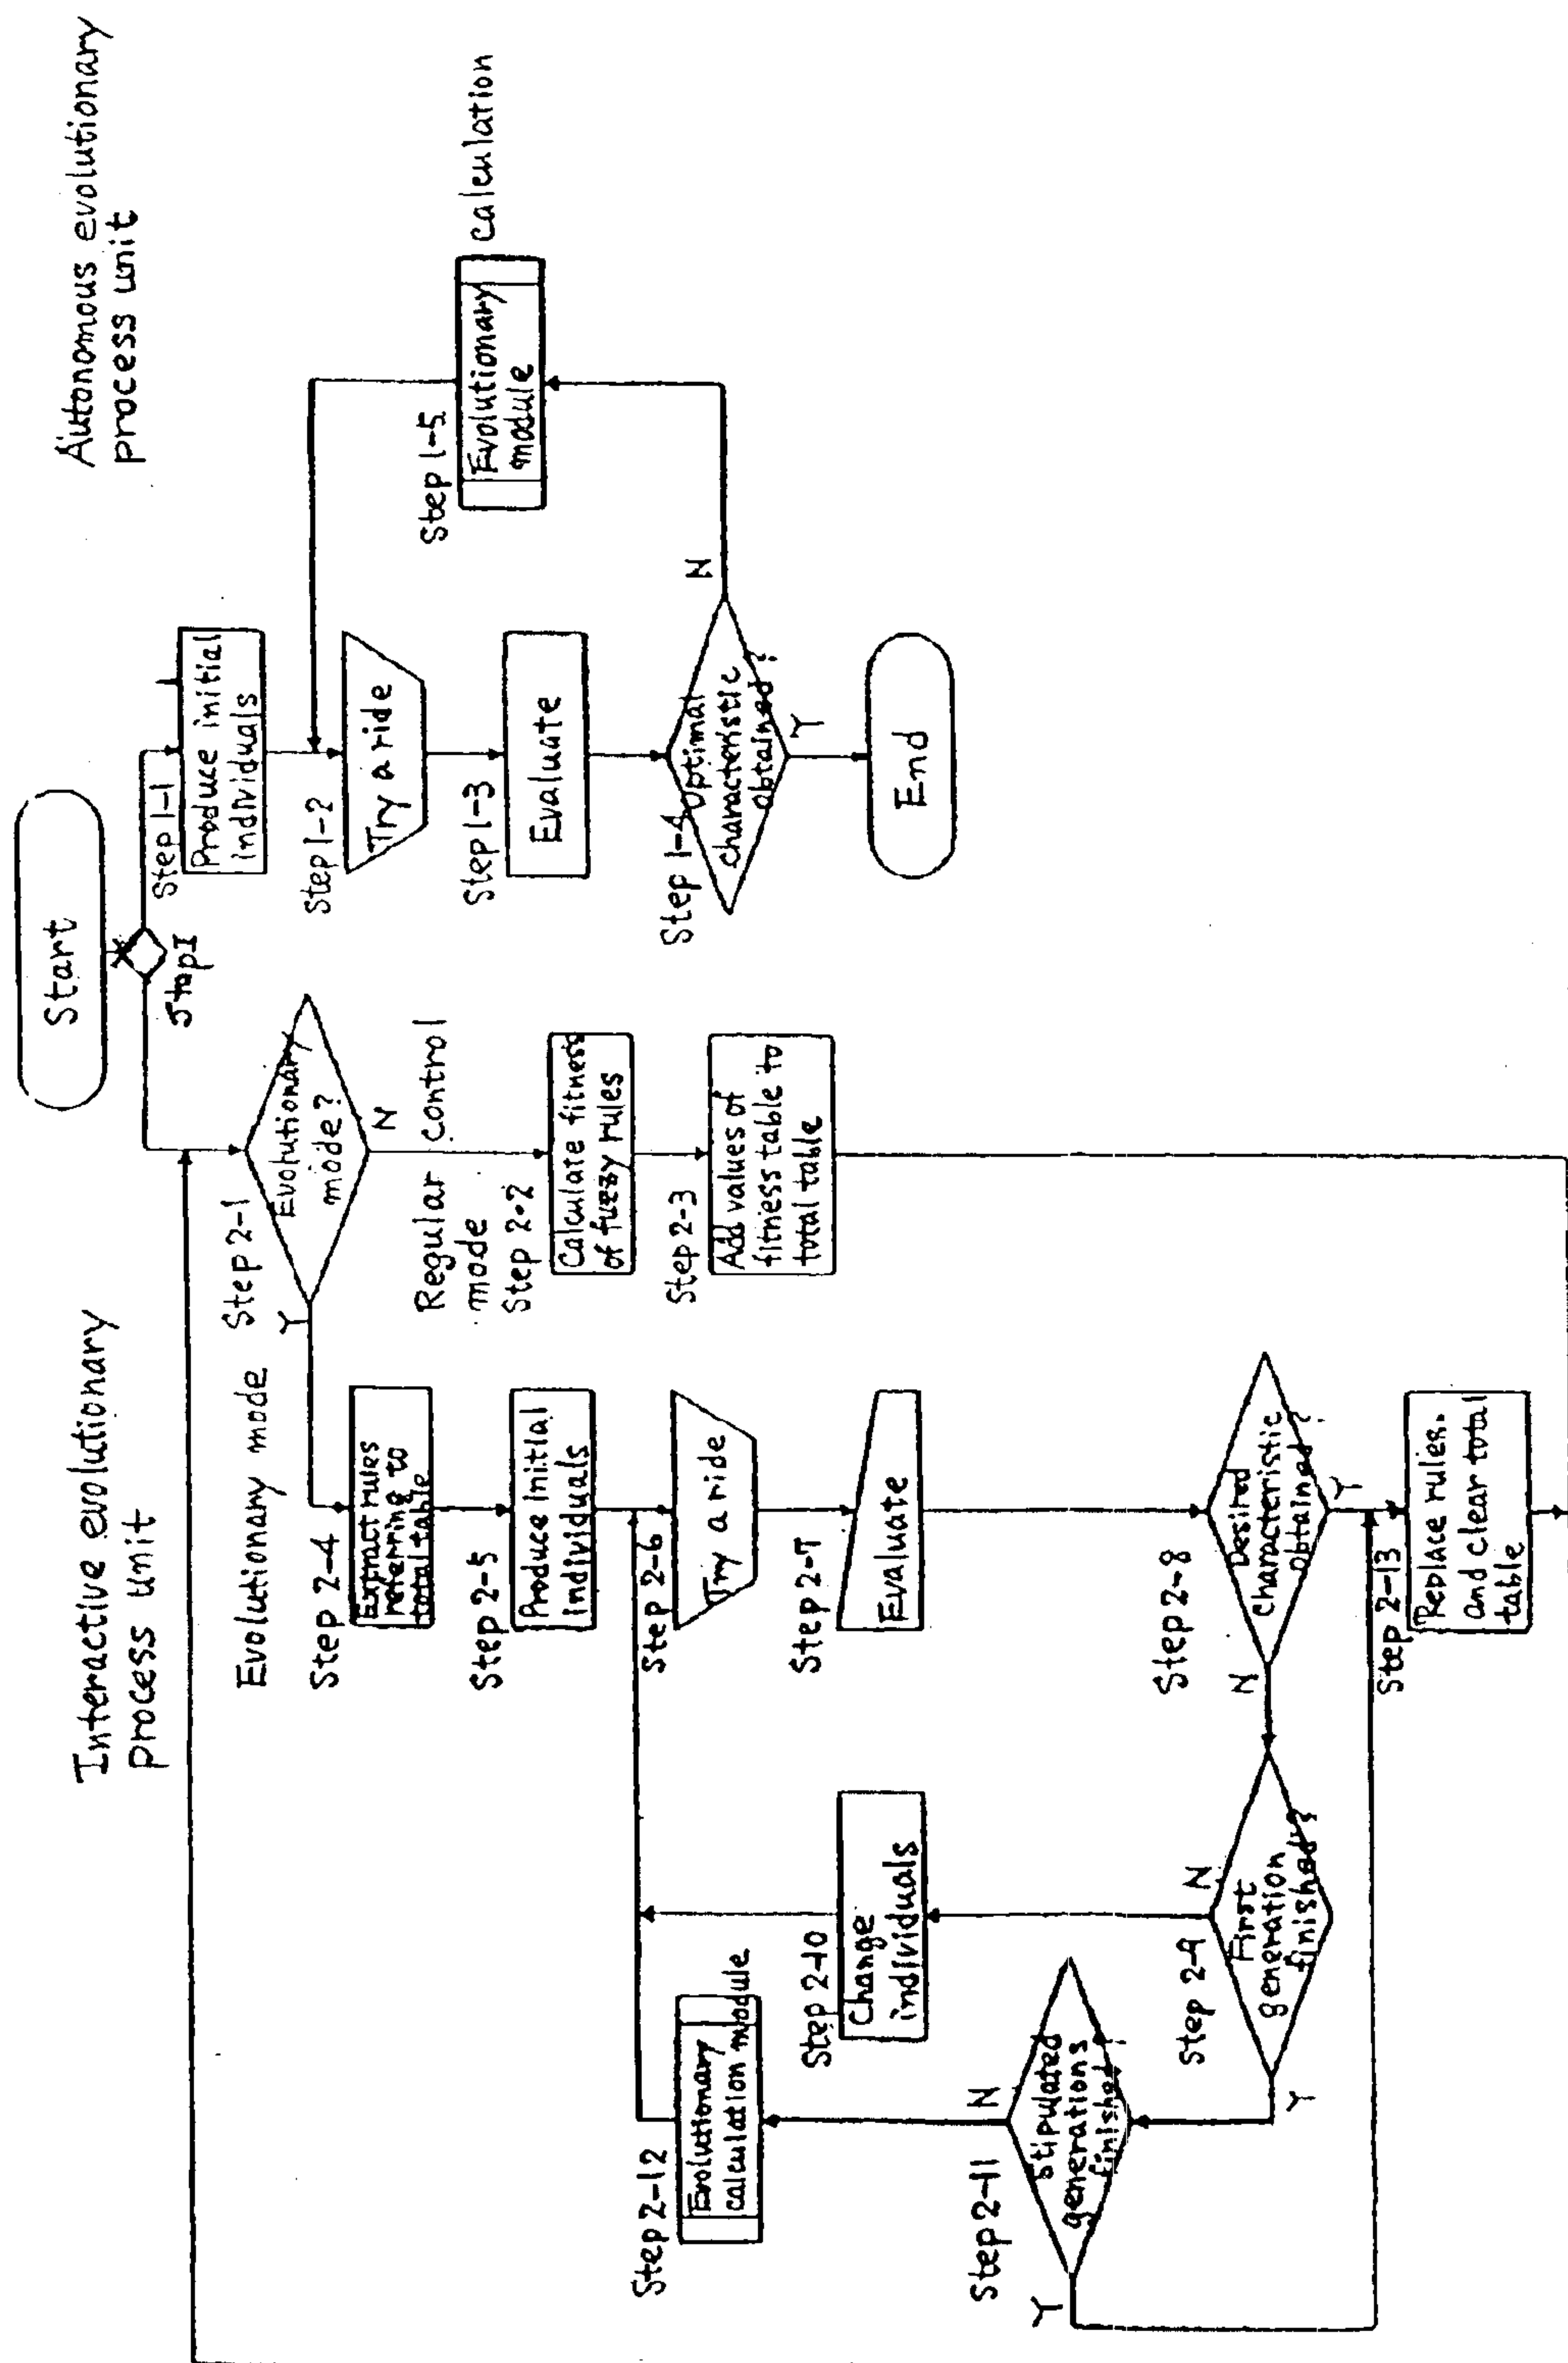 Start
Step I
Autonomous evolutionary
process unit
Step 1-1
Produce initial
individuals
Step 1-2
Try a ride
Step 1-3
Evaluate
Step 1-4
Optimal
characteristic
obtained?
N
Y
Step 1-5
Evolutionary
module
calculation
End
Interactive evolutionary
process unit
Step 2-1
Evolutionary
mode?
N
Y
Regular control
mode
Step 2-2
Calculate fitness
of fuzzy rules
Step 2-3
Add values of
fitness table to
total table
Evolutionary mode
Step 2-4
Extract rules
referring to
total table
Step 2-5
Produce initial
individuals
Step 2-6
Try a ride
Step 2-7
Evaluate
Step 2-8
Desired
characteristic
obtained?
Y
N
Step 2-9
First
generation
finished?
N
Y
Step 2-10
Change
individuals
Step 2-11
Stipulated
generations
finished?
N
Y
Step 2-12
Evolutionary
calculation module
Step 2-13
Replace rules.
and clear total
table